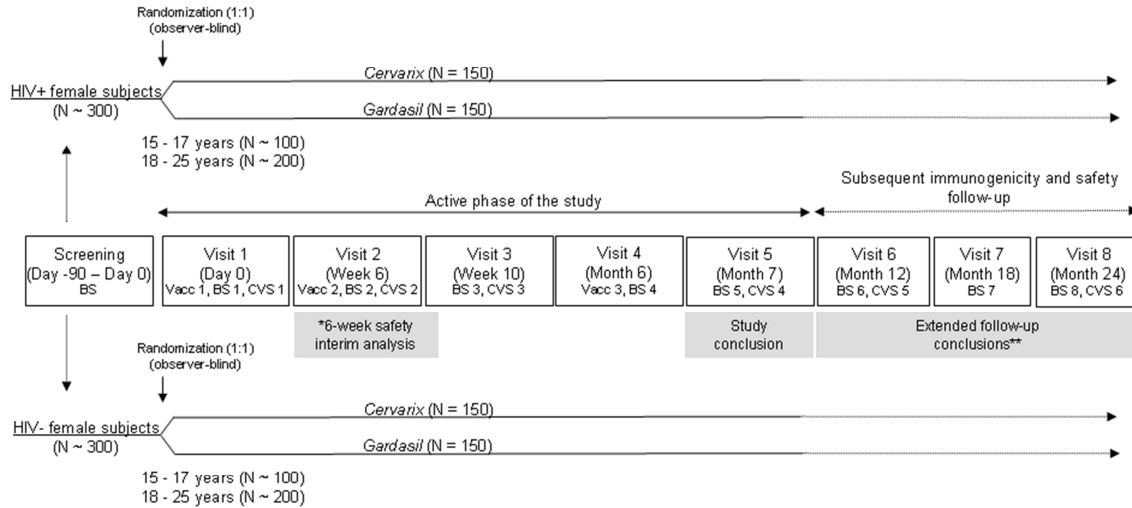 Randomization (1:1)
(observer-blind)
Cervarix (N = 150)
HIV+ female subjects
(N ~ 300)
Gardasil (N = 150)
15 - 17 years (N ~ 100)
18 - 25 years (N ~ 200)
Active phase of the study
Subsequent immunogenicity and safety
follow-up
Screening
(Day -90 – Day 0)
BS
Visit 1
(Day 0)
Vacc 1, BS 1, CVS 1
Visit 2
(Week 6)
Vacc 2, BS 2, CVS 2
Visit 3
(Week 10)
BS 3, CVS 3
Visit 4
(Month 6)
Vacc 3, BS 4
Visit 5
(Month 7)
BS 5, CVS 4
Visit 6
(Month 12)
BS 6, CVS 5
Visit 7
(Month 18)
BS 7
Visit 8
(Month 24)
BS 8, CVS 6
*6-week safety
interim analysis
Study
conclusion
Extended follow-up
conclusions**
Randomization (1:1)
(observer-blind)
Cervarix (N = 150)
HIV- female subjects
(N ~ 300)
Gardasil (N = 150)
15 - 17 years (N ~ 100)
18 - 25 years (N ~ 200)